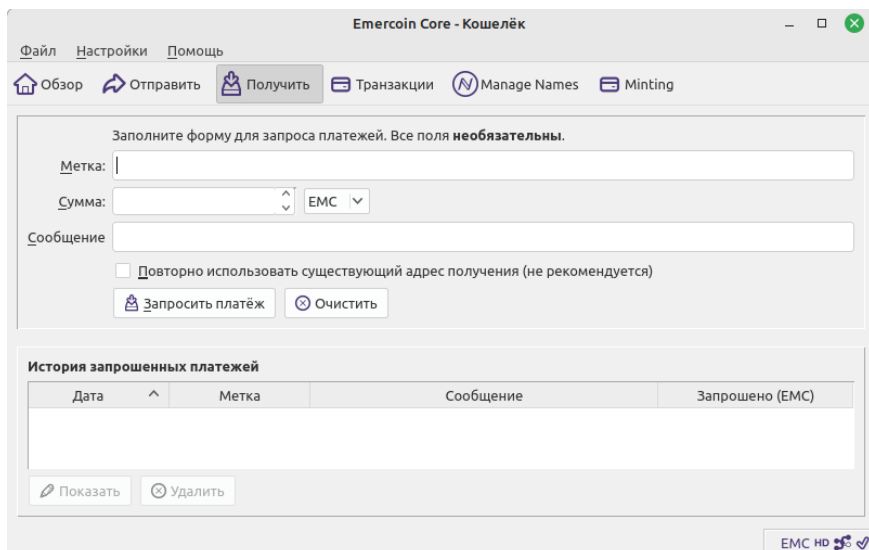 Emercoin Core - Кошелёк
Файл Настройки Помощь
Обзор Отправить Получить Транзакции Manage Names Minting
Заполните форму для запроса платежей. Все поля необязательны.
Метка:
Сумма: EMC
Сообщение
Повторно использовать существующий адрес получения (не рекомендуется)
Запросить платёж Очистить
История запрошенных платежей
Дата Метка Сообщение Запрошено (EMC)
Показать Удалить
EMC HD